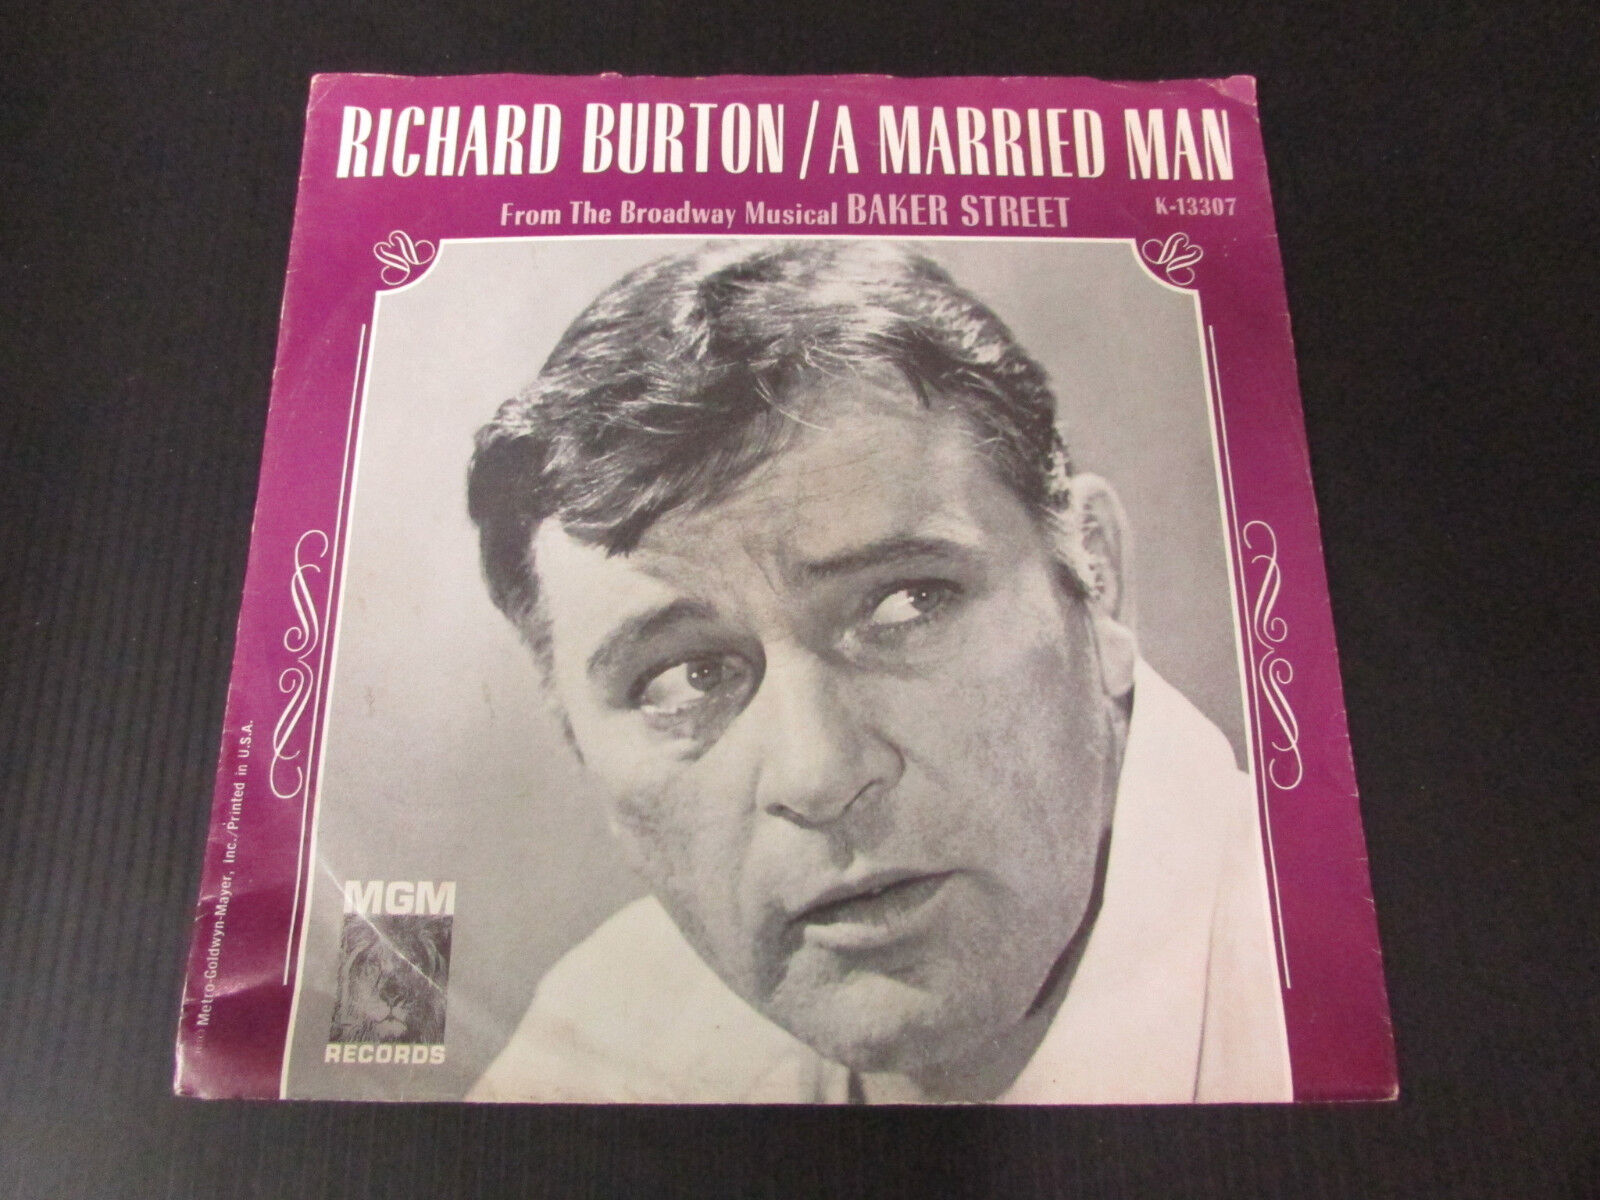 RICHARD BURTON / A MARRIED MAN
From The Broadway Musical BAKER STREET
K-13307
Metro-Goldwyn-Mayer, Inc./Printed in U.S.A.
MGM
RECORDS